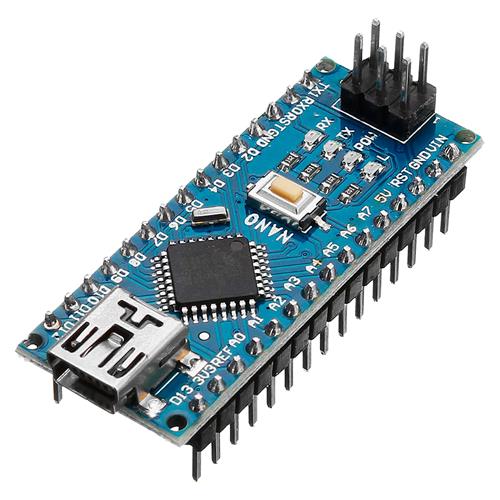 TX1 RX0 RST GND D2 D3 D4 D5 D6 D7 D8 D9 D10 D11 D12
RX
TX
POW
L
NANO
D13 3V3 REF A0 A1 A2 A3 A4 A5 A6 A7 5V RST GND VIN